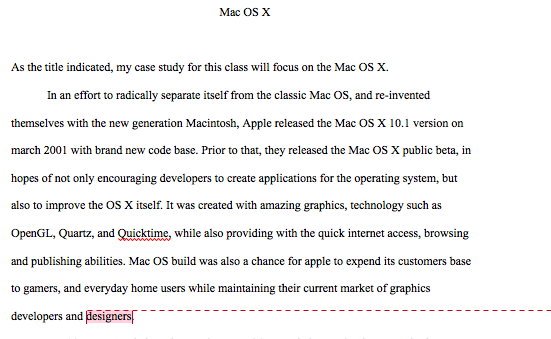 Mac OS X
As the title indicated, my case study for this class will focus on the Mac OS X.
In an effort to radically separate itself from the classic Mac OS, and re-invented
themselves with the new generation Macintosh, Apple released the Mac OS X 10.1 version on
march 2001 with brand new code base. Prior to that, they released the Mac OS X public beta, in
hopes of not only encouraging developers to create applications for the operating system, but
also to improve the OS X itself. It was created with amazing graphics, technology such as
OpenGL, Quartz, and Quicktime, while also providing with the quick internet access, browsing
and publishing abilities. Mac OS build was also a chance for apple to expend its customers base
to gamers, and everyday home users while maintaining their current market of graphics
developers and designers